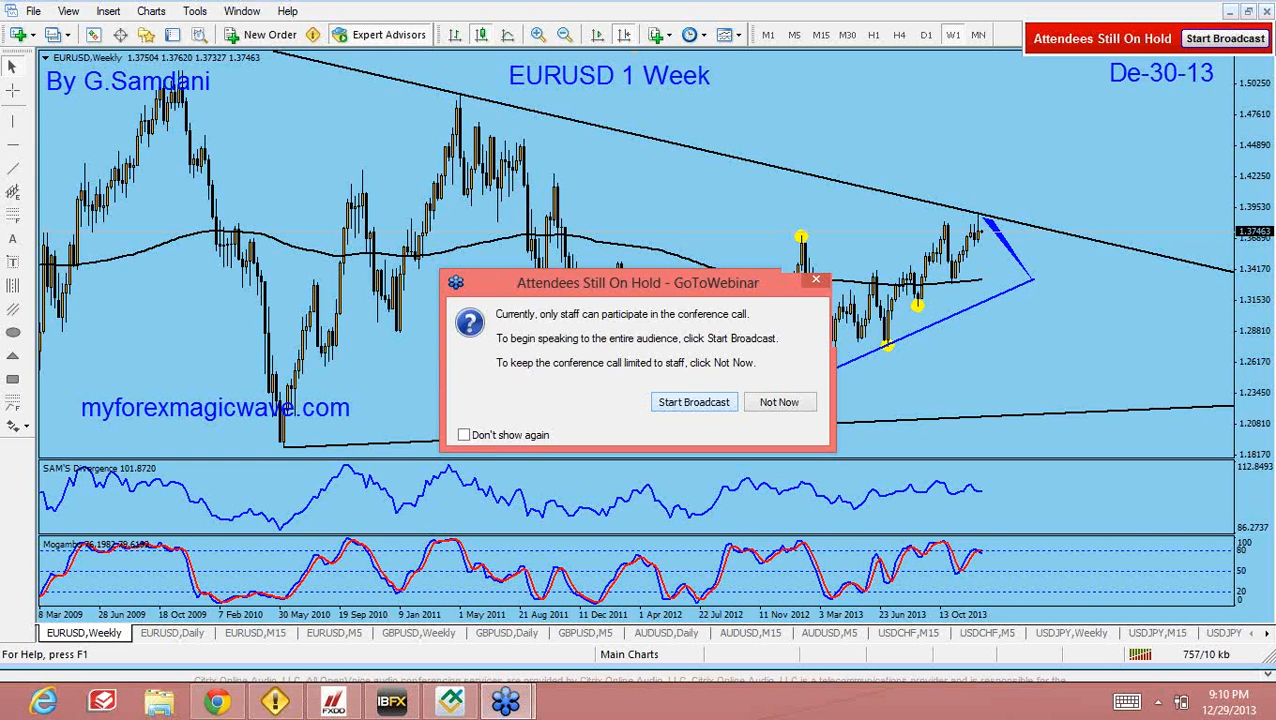 File View Insert Charts Tools Window Help
New Order Expert Advisors M1 M5 M15 M30 H1 H4 D1 W1 MN
Attendees Still On Hold Start Broadcast
EURUSD,Weekly 1.37504 1.37620 1.37327 1.37463
By G.Samdani
EURUSD 1 Week
De-30-13
1.50250
1.47610
1.44890
1.42250
1.39530
1.37463
1.36890
1.34170
1.31530
1.28810
1.26170
1.23450
1.20810
1.18170
Attendees Still On Hold - GoToWebinar
Currently, only staff can participate in the conference call.
To begin speaking to the entire audience, click Start Broadcast.
To keep the conference call limited to staff, click Not Now.
Start Broadcast Not Now
Don't show again
myforexmagicwave.com
SAM'S Divergence 101.8720
112.8493
86.2737
100
80
50
20
0
8 Mar 2009 28 Jun 2009 18 Oct 2009 7 Feb 2010 30 May 2010 19 Sep 2010 9 Jan 2011 1 May 2011 21 Aug 2011 11 Dec 2011 1 Apr 2012 22 Jul 2012 11 Nov 2012 3 Mar 2013 23 Jun 2013 13 Oct 2013
EURUSD,Weekly EURUSD,Daily EURUSD,M15 EURUSD,M5 GBPUSD,Weekly GBPUSD,Daily GBPUSD,M5 AUDUSD,Daily AUDUSD,M15 AUDUSD,M5 USDCHF,M15 USDCHF,M5 USDJPY,Weekly USDJPY,M15 USDJPY
For Help, press F1 Main Charts 757/10 kb
FXDD IBFX
9:10 PM
12/29/2013